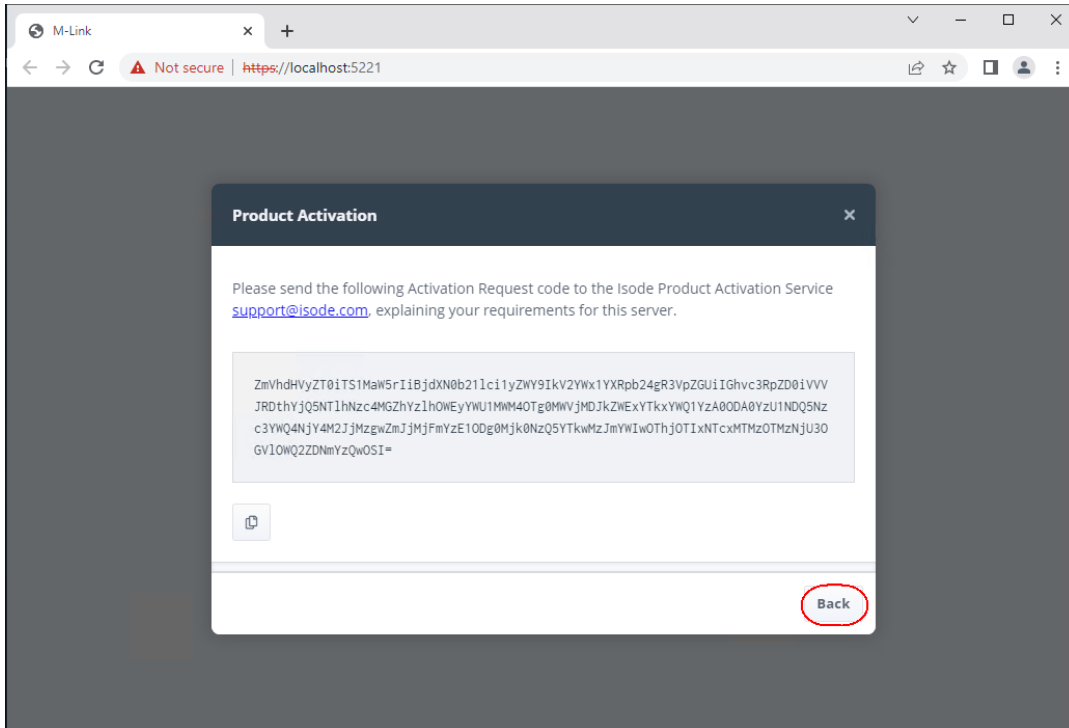 M-Link
Not secure
https://localhost:5221
Product Activation
Please send the following Activation Request code to the Isode Product Activation Service
support@isode.com, explaining your requirements for this server.
ZmVhdHVyZT0iTS1MaW5rIiBjdXN0b21lci1yZWY9IkV2YWx1YXRpb24gR3VpZGUiIGhvc3RpZD0iVVV
JRDthYjQ5NTlhNzc4MGZhYzlhOWEyYWU1MWM4OTg0MWVjMDJkZWExYTkxYWQ1YzA0ODA0YzU1NDQ5Nz
c3YWQ4NjY4M2JjMzgwZmJjMjFmYzE1ODg0Mjk0NzQ5YTkwMzJmYWIwOThjOTIxNTcxMTMzOTMzNjU3O
GVlOWQ2ZDNmYzQwOSI=
Back